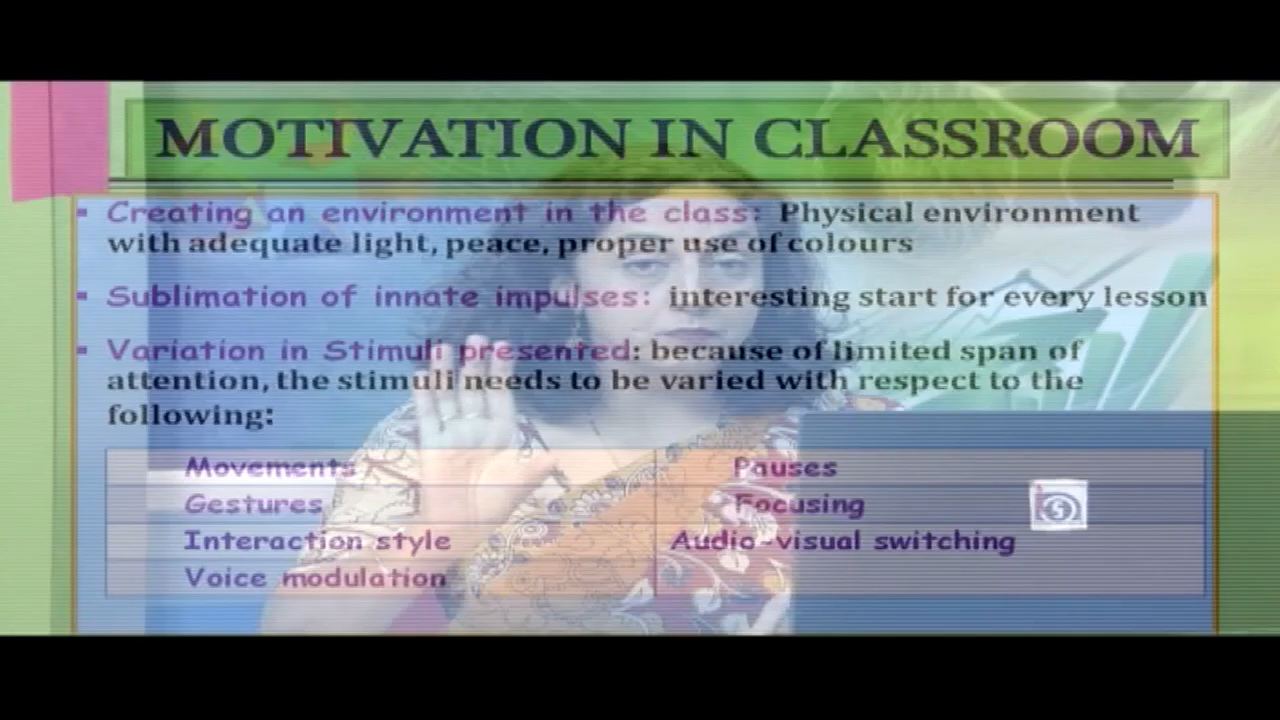 MOTIVATION IN CLASSROOM
▪ Creating an environment in the class: Physical environment
with adequate light, peace, proper use of colours
▪ Sublimation of innate impulses: interesting start for every lesson
▪ Variation in Stimuli presented: because of limited span of
attention, the stimuli needs to be varied with respect to the
following:
Movements Pauses
Gestures Focusing
Interaction style Audio-visual switching
Voice modulation